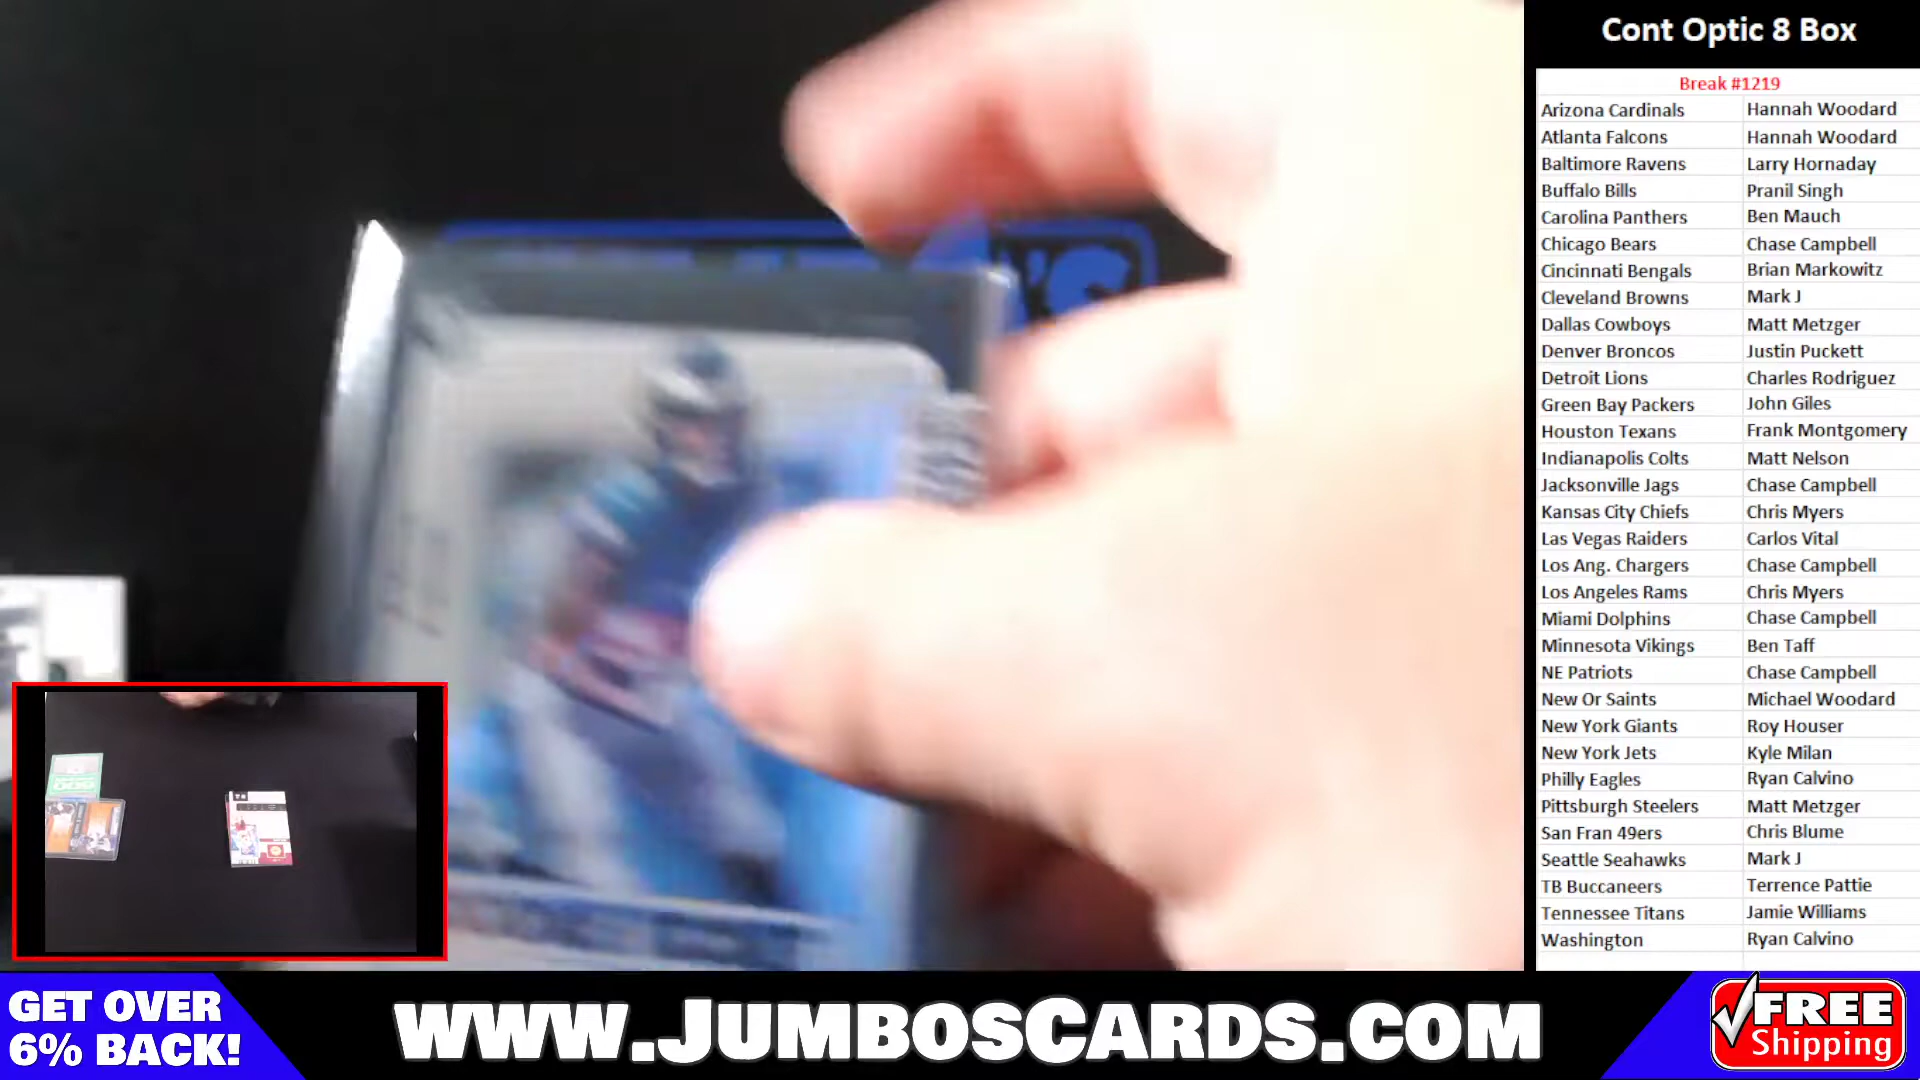 Cont Optic 8 Box
Break #1219
Arizona Cardinals Hannah Woodard
Atlanta Falcons Hannah Woodard
Baltimore Ravens Larry Hornaday
Buffalo Bills Pranil Singh
Carolina Panthers Ben Mauch
Chicago Bears Chase Campbell
Cincinnati Bengals Brian Markowitz
Cleveland Browns Mark J
Dallas Cowboys Matt Metzger
Denver Broncos Justin Puckett
Detroit Lions Charles Rodriguez
Green Bay Packers John Giles
Houston Texans Frank Montgomery
Indianapolis Colts Matt Nelson
Jacksonville Jags Chase Campbell
Kansas City Chiefs Chris Myers
Las Vegas Raiders Carlos Vital
Los Ang. Chargers Chase Campbell
Los Angeles Rams Chris Myers
Miami Dolphins Chase Campbell
Minnesota Vikings Ben Taff
NE Patriots Chase Campbell
New Or Saints Michael Woodard
New York Giants Roy Houser
New York Jets Kyle Milan
Philly Eagles Ryan Calvino
Pittsburgh Steelers Matt Metzger
San Fran 49ers Chris Blume
Seattle Seahawks Mark J
TB Buccaneers Terrence Pattie
Tennessee Titans Jamie Williams
Washington Ryan Calvino
GET OVER
6% BACK!
WWW.JUMBOSCARDS.COM
FREE
Shipping